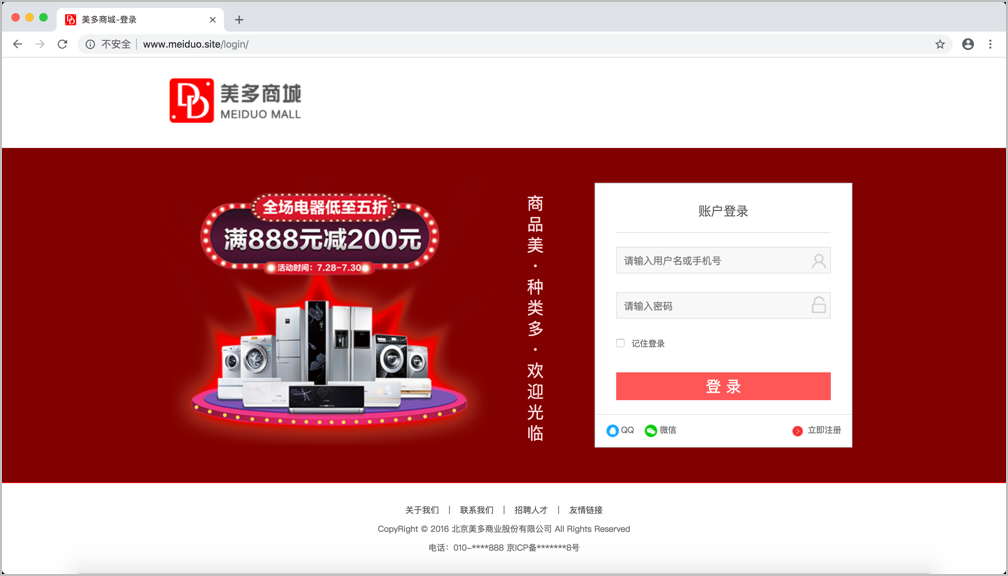 美多商城-登录
不安全 www.meiduo.site/login/
美多商城
MEIDUO MALL
全场电器低至五折
满888元减200元
活动时间：7.28-7.30
商品美·种类多·欢迎光临
账户登录
请输入用户名或手机号
请输入密码
记住登录
登 录
QQ 微信 立即注册
关于我们 | 联系我们 | 招聘人才 | 友情链接
CopyRight © 2016 北京美多商业股份有限公司 All Rights Reserved
电话：010-****888 京ICP备*******8号